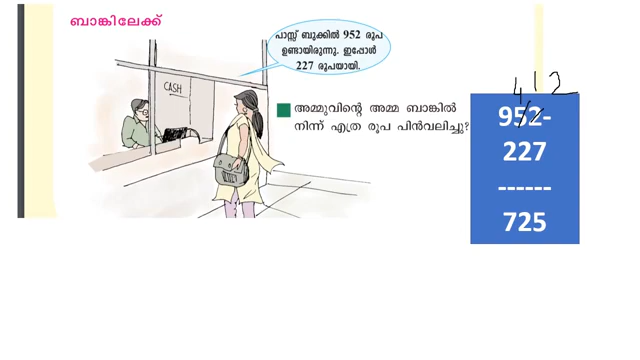 ബാങ്കിലേക്ക്
പാസ്സ് ബുക്കിൽ 952 രൂപ
ഉണ്ടായിരുന്നു. ഇപ്പോൾ
227 രൂപയായി.
CASH
അമ്മുവിന്റെ അമ്മ ബാങ്കിൽ
നിന്ന് എത്ര രൂപ പിൻവലിച്ചു?
4 12
952-
227
------
725